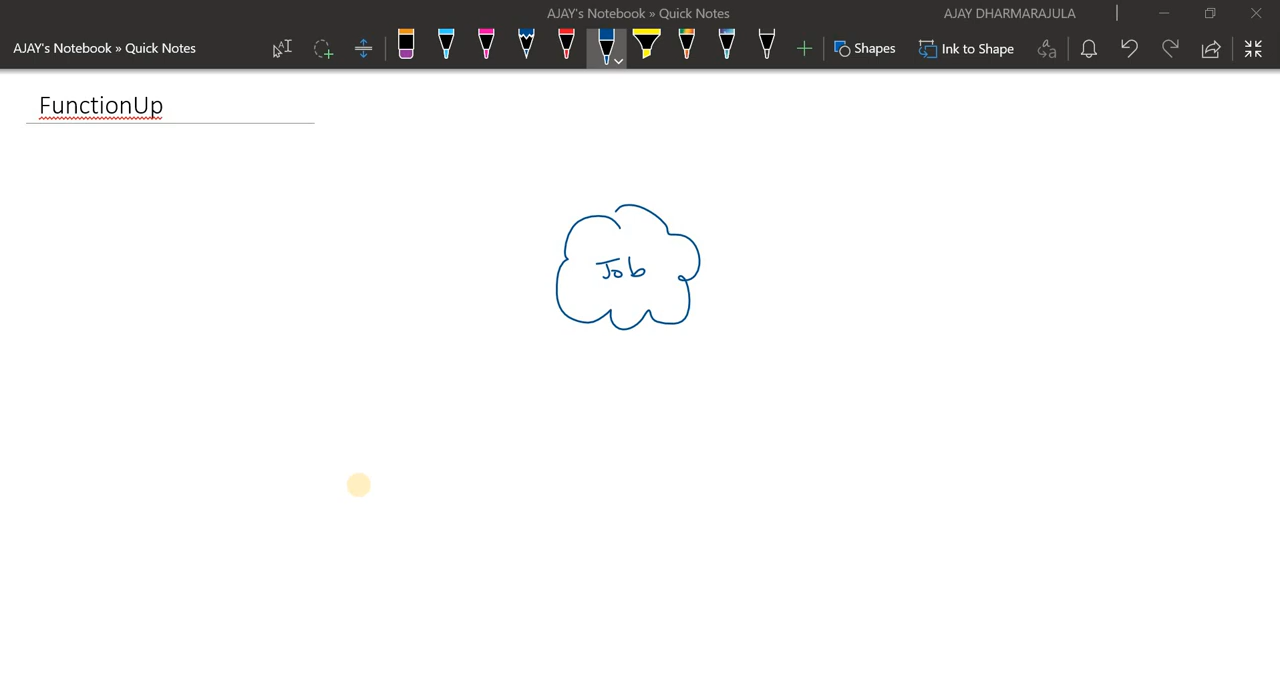 AJAY's Notebook » Quick Notes
AJAY DHARMARAJULA
AJAY's Notebook » Quick Notes
Shapes
Ink to Shape
FunctionUp
Job